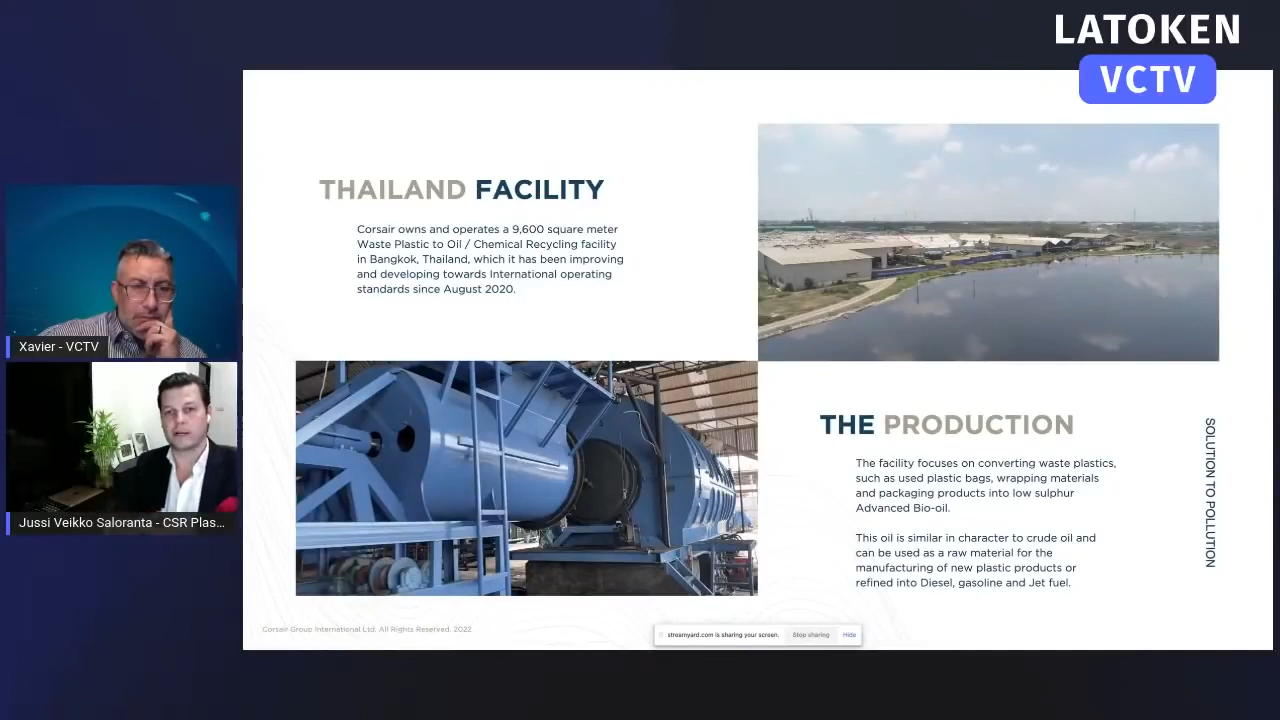 LATOKEN
VCTV
THAILAND FACILITY
Corsair owns and operates a 9,600 square meter
Waste Plastic to Oil / Chemical Recycling facility
in Bangkok, Thailand, which it has been improving
and developing towards International operating
standards since August 2020.
Xavier - VCTV
Jussi Veikko Saloranta - CSR Plas...
THE PRODUCTION
The facility focuses on converting waste plastics,
such as used plastic bags, wrapping materials
and packaging products into low sulphur
Advanced Bio-oil.
This oil is similar in character to crude oil and
can be used as a raw material for the
manufacturing of new plastic products or
refined into Diesel, gasoline and Jet fuel.
SOLUTION TO POLLUTION
Corsair Group International Ltd. All Rights Reserved. 2022
streamyard.com is sharing your screen.
Stop sharing
Hide